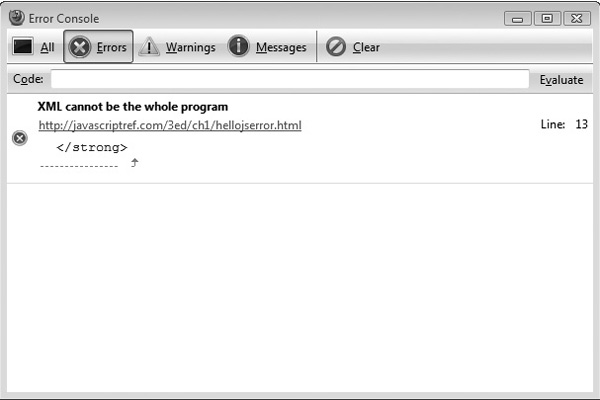 Error Console
All Errors Warnings Messages Clear
Code: Evaluate
XML cannot be the whole program
http://javascriptref.com/3ed/ch1/hellojserror.html Line: 13
</strong>